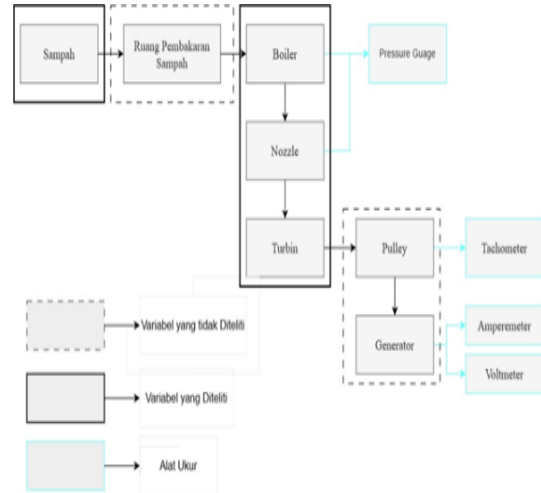 Sampah
Ruang Pembakaran
Sampah
Boiler
Pressure Guage
Nozzle
Turbin
Pulley
Tachometer
Generator
Amperemeter
Voltmeter
Variabel yang tidak Diteliti
Variabel yang Diteliti
Alat Ukur